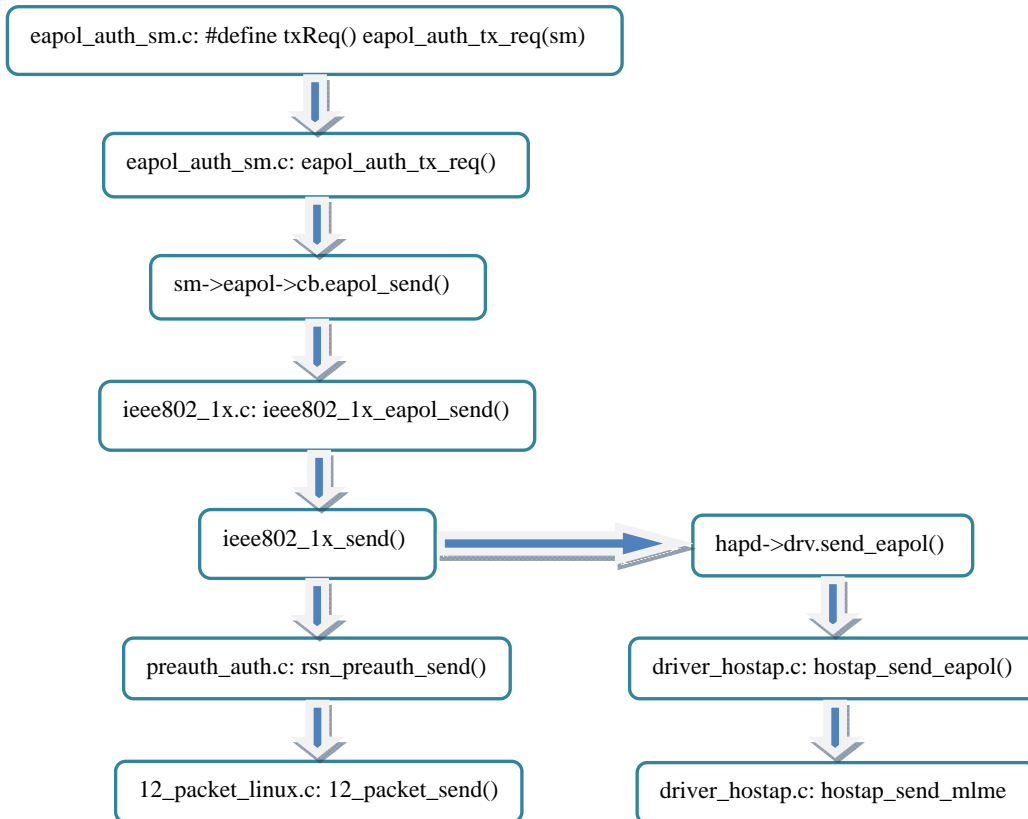 eapol_auth_sm.c: #define txReq() eapol_auth_tx_req(sm)
eapol_auth_sm.c: eapol_auth_tx_req()
sm->eapol->cb.eapol_send()
ieee802_1x.c: ieee802_1x_eapol_send()
ieee802_1x_send()
hapd->drv.send_eapol()
preauth_auth.c: rsn_preauth_send()
driver_hostap.c: hostap_send_eapol()
12_packet_linux.c: 12_packet_send()
driver_hostap.c: hostap_send_mlme